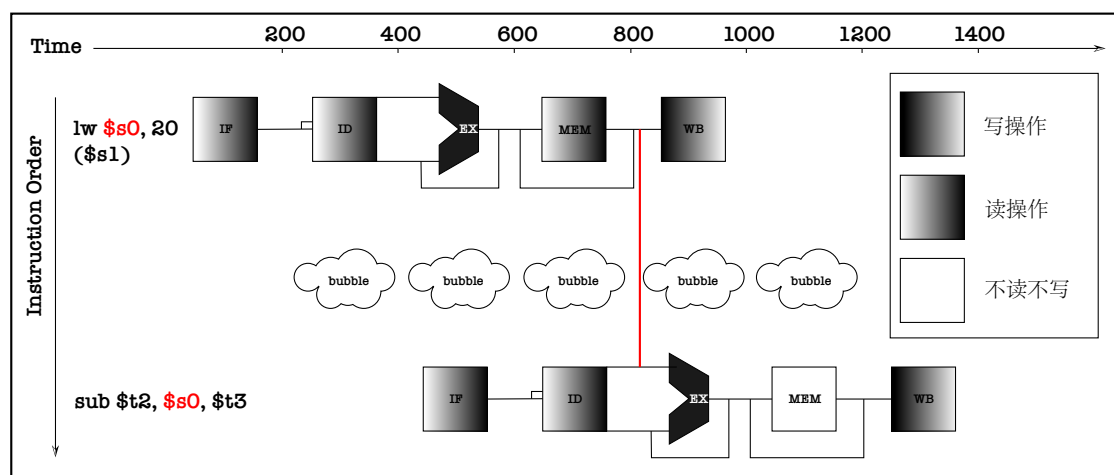 Time 200 400 600 800 1000 1200 1400
Instruction Order
lw $s0, 20
($s1)
IF ID EX MEM WB
bubble bubble bubble bubble bubble
sub $t2, $s0, $t3
IF ID EX MEM WB
写操作
读操作
不读不写